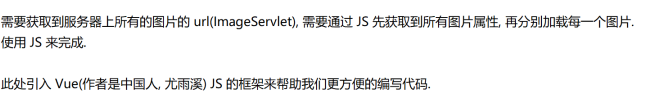 需要获取到服务器上所有的图片的 url(ImageServlet), 需要通过 JS 先获取到所有图片属性, 再分别加载每一个图片.
使用 JS 来完成.
此处引入 Vue(作者是中国人, 尤雨溪) JS 的框架来帮助我们更方便的编写代码.